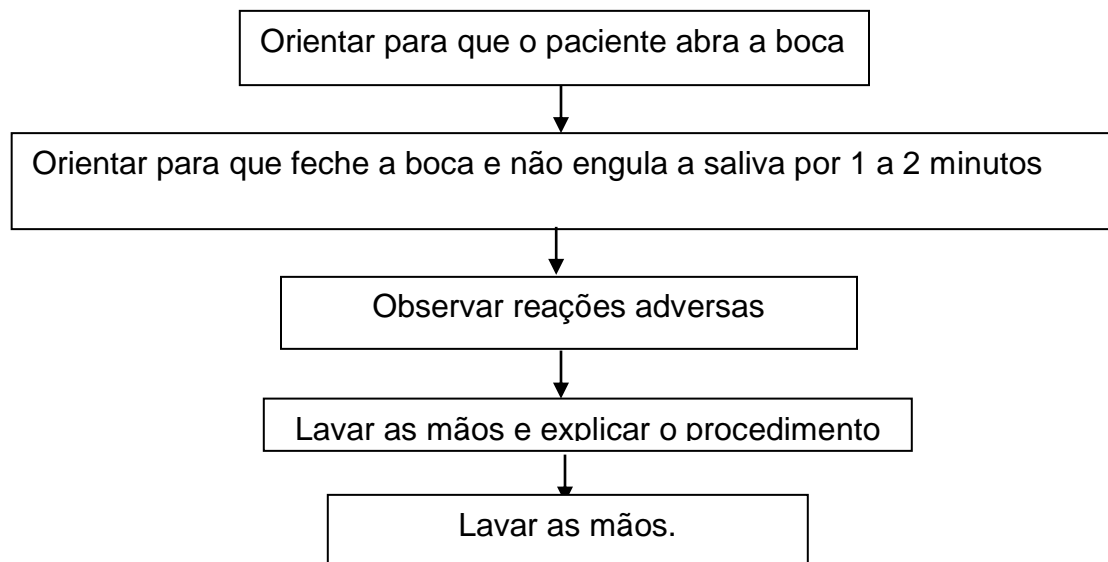 Orientar para que o paciente abra a boca
Orientar para que feche a boca e não engula a saliva por 1 a 2 minutos
Observar reações adversas
Lavar as mãos e explicar o procedimento
Lavar as mãos.